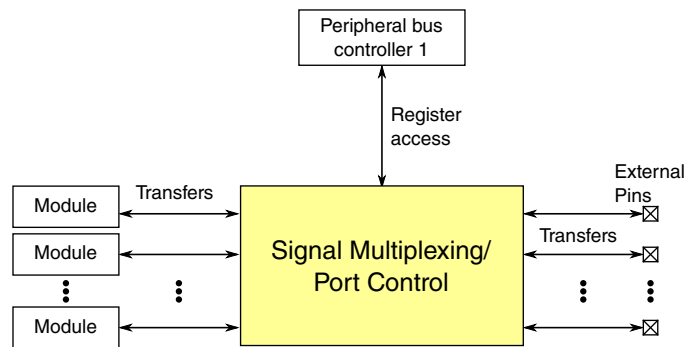 Peripheral bus
controller 1
Register
access
External
Pins
Transfers
Module
Transfers
Module
Signal Multiplexing/
Port Control
Module